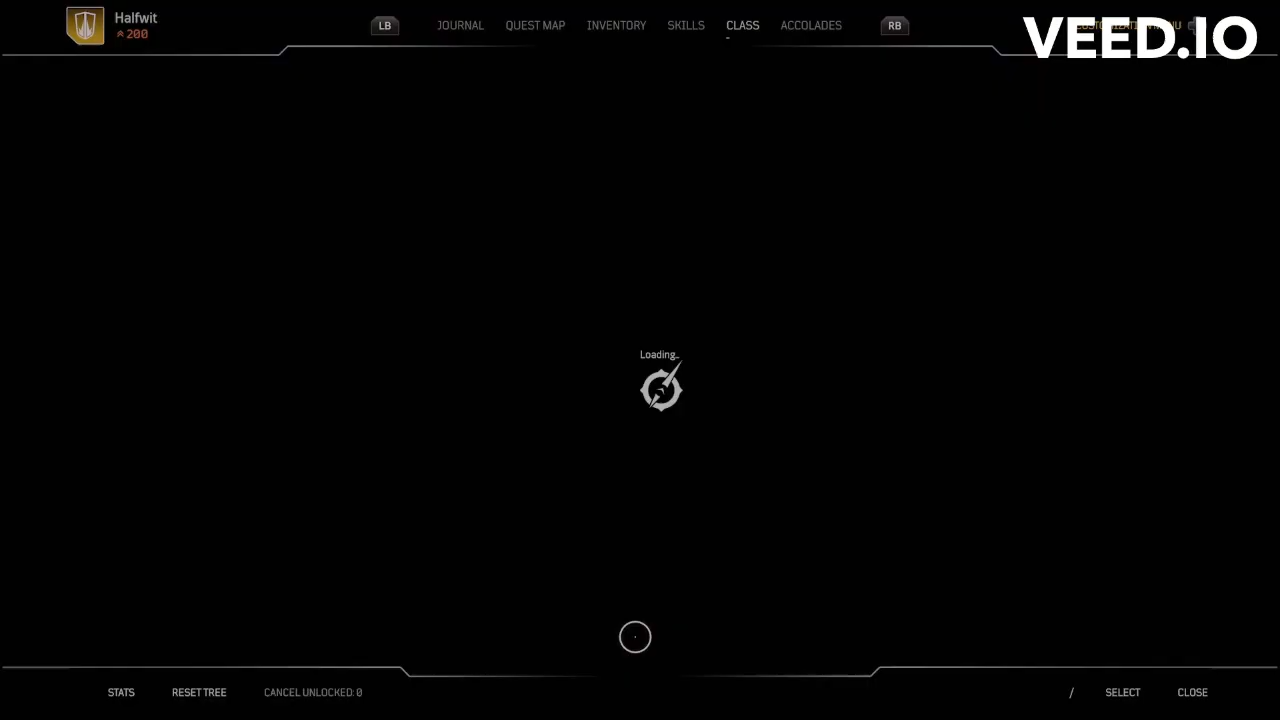 Halfwit
200
LB
JOURNAL
QUEST MAP
INVENTORY
SKILLS
CLASS
ACCOLADES
RB
VEED.IO
Loading_
STATS
RESET TREE
CANCEL UNLOCKED: 0
/
SELECT
CLOSE